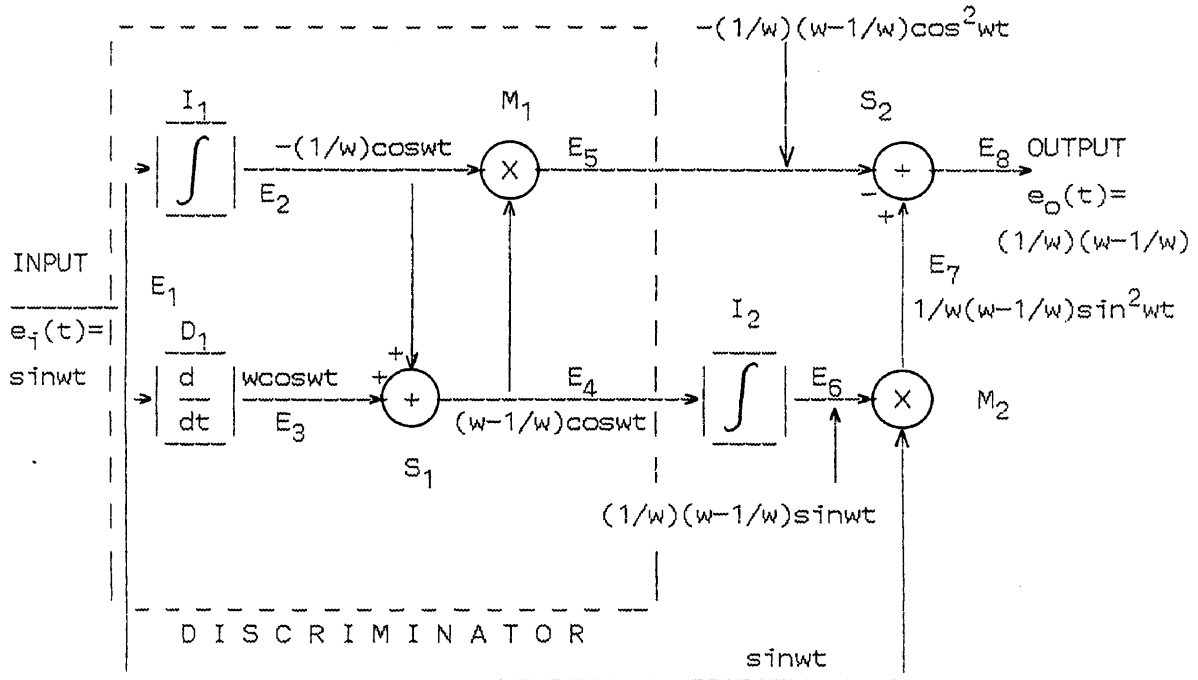 -(1/w)(w-1/w)cos²wt
I₁
M₁
S₂
∫
-(1/w)coswt
×
E₅
+
E₈
OUTPUT
E₂
-
+
e₀(t)=
(1/w)(w-1/w)
INPUT
E₁
E₇
eᵢ(t)=
D₁
I₂
1/w(w-1/w)sin²wt
sinwt
d
dt
wcoswt
+
+
+
E₄
∫
E₆
×
M₂
E₃
(w-1/w)coswt
S₁
(1/w)(w-1/w)sinwt
DISCRIMINATOR
sinwt